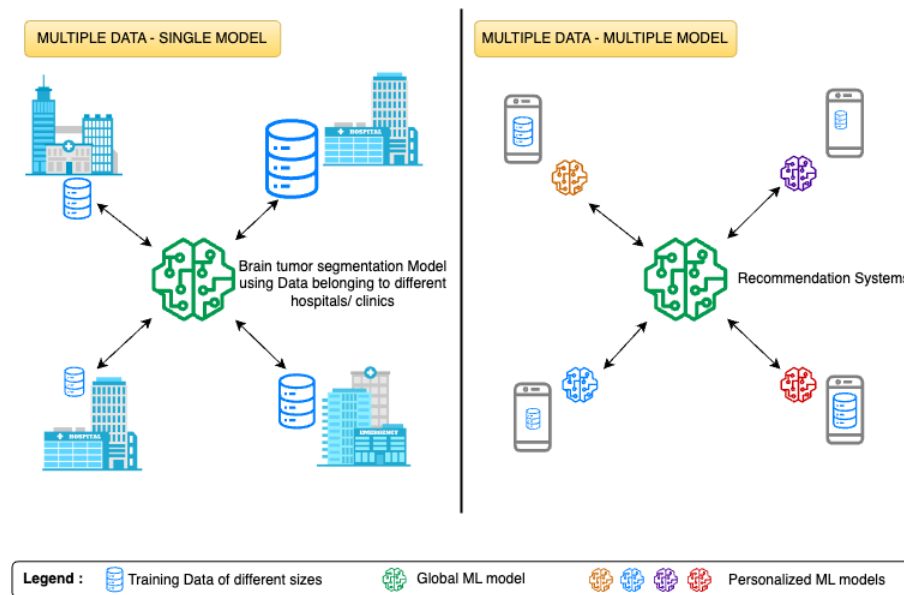 MULTIPLE DATA - SINGLE MODEL
MULTIPLE DATA - MULTIPLE MODEL
HOSPITAL
Brain tumor segmentation Model
using Data belonging to different
hospitals/ clinics
Recommendation Systems
HOSPITAL
EMERGENCY
Legend :
Training Data of different sizes
Global ML model
Personalized ML models